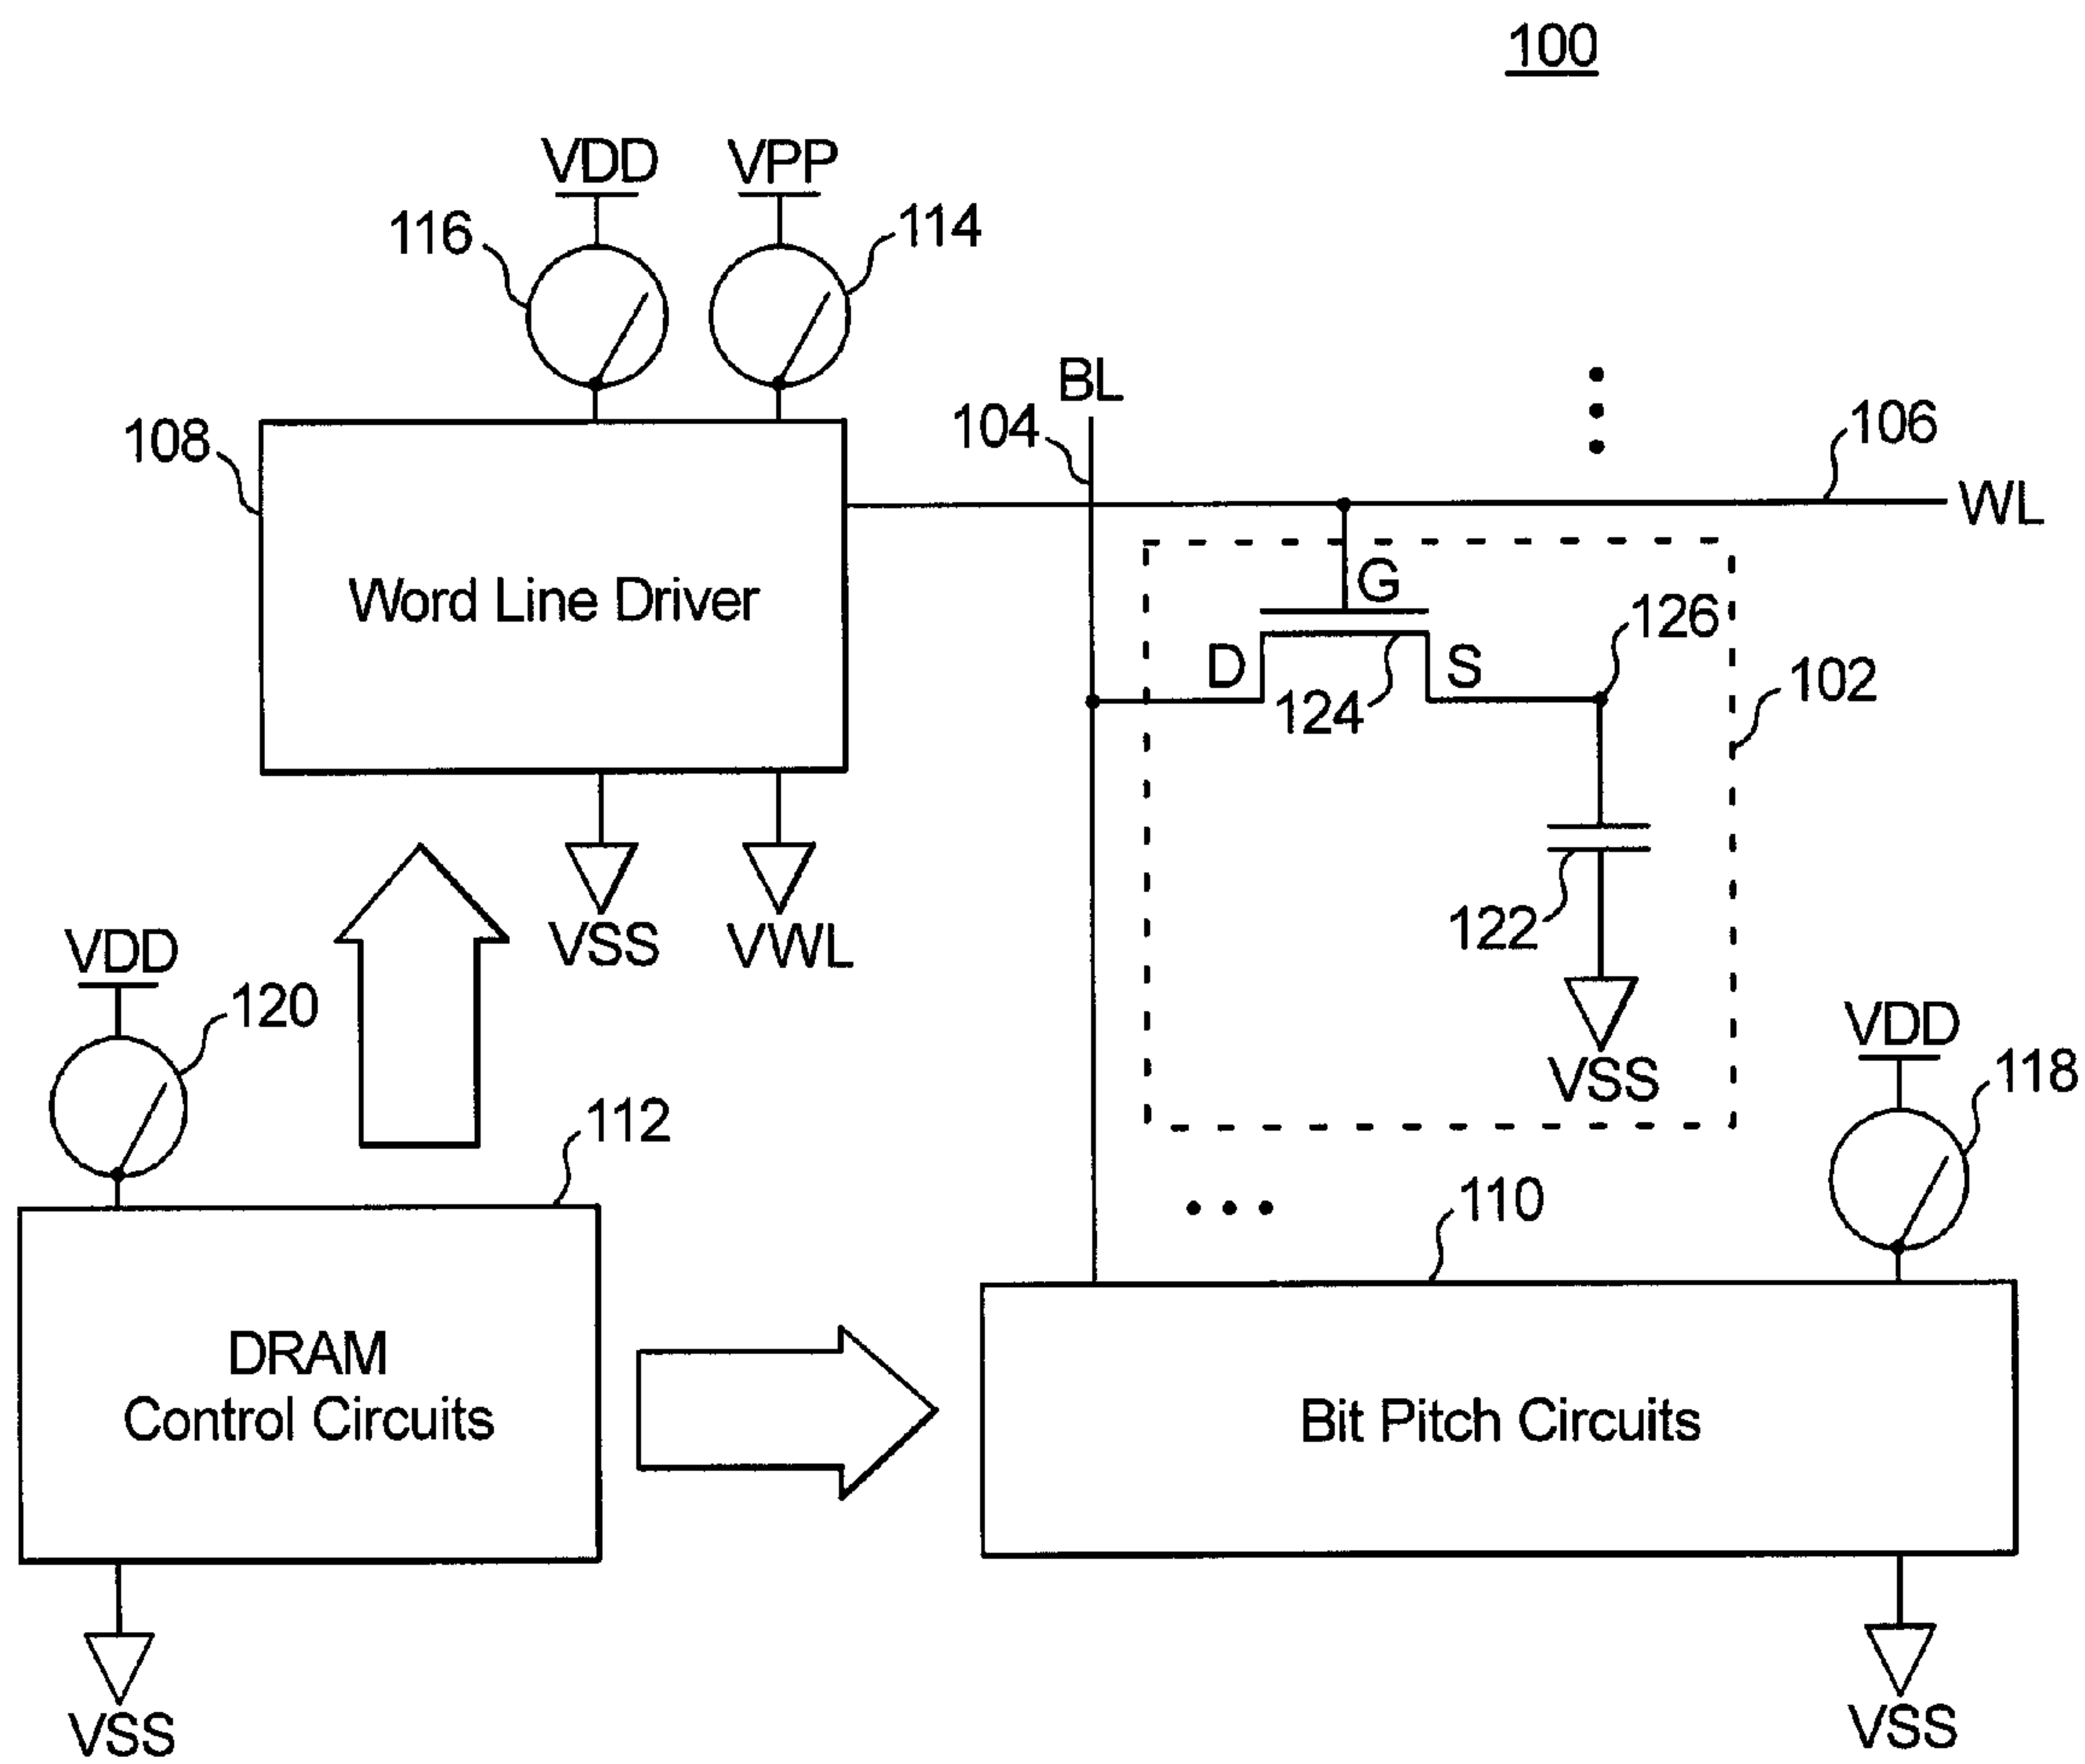 100
VDD
VPP
116
114
BL
108
104
106
WL
Word Line Driver
G
D
S
126
124
102
VSS
VWL
122
VDD
120
VSS
VDD
118
112
110
DRAM
Control Circuits
Bit Pitch Circuits
VSS
VSS